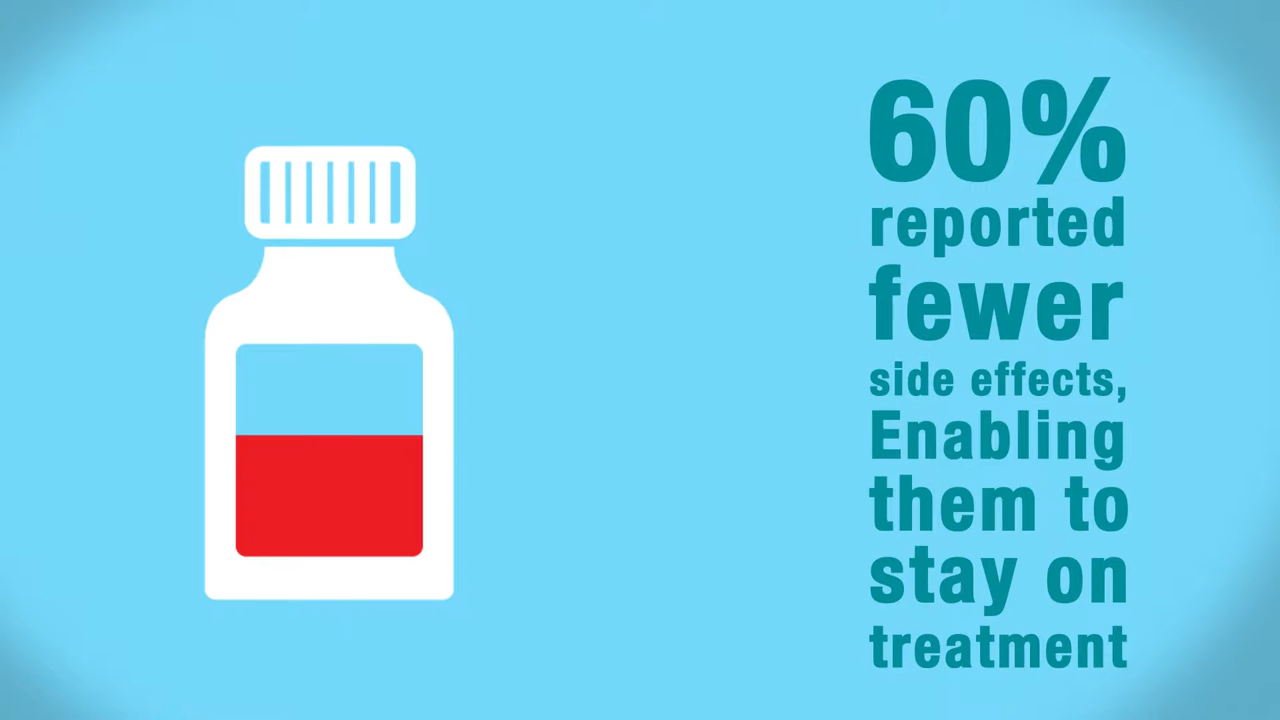 60%
reported
fewer
side effects,
Enabling
them to
stay on
treatment